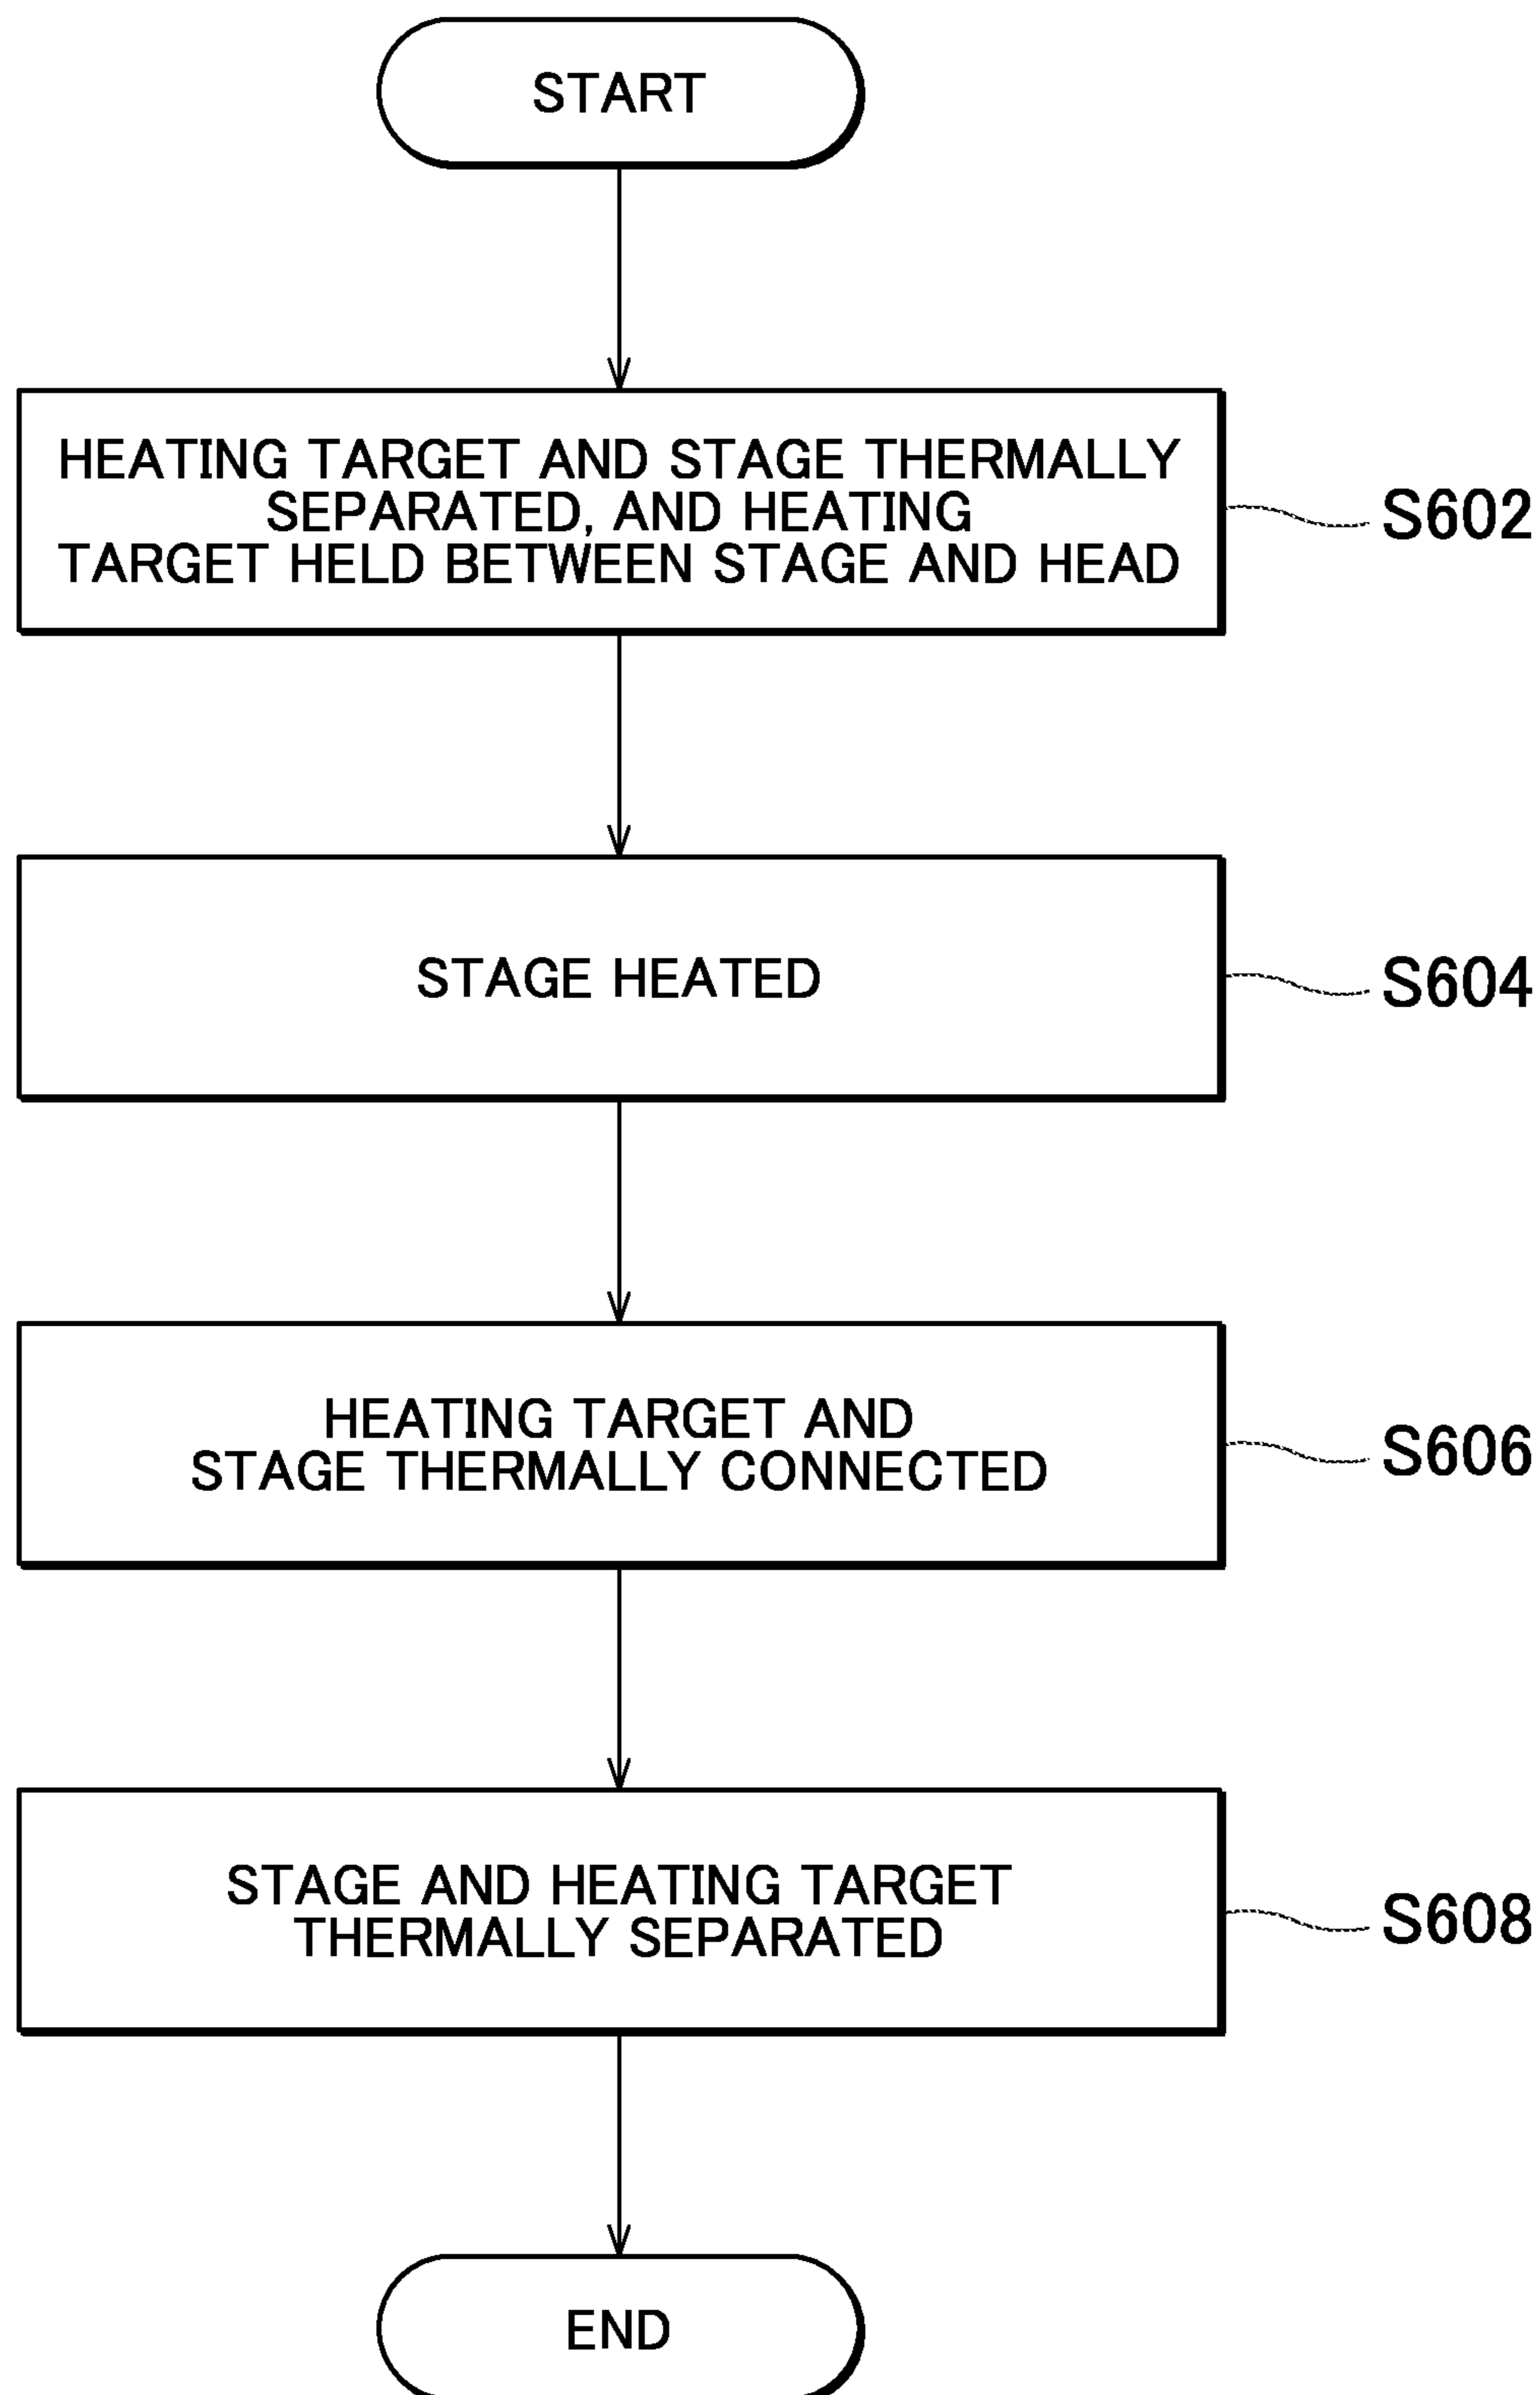 START
HEATING TARGET AND STAGE THERMALLY
SEPARATED, AND HEATING
TARGET HELD BETWEEN STAGE AND HEAD
S602
STAGE HEATED
S604
HEATING TARGET AND
STAGE THERMALLY CONNECTED
S606
STAGE AND HEATING TARGET
THERMALLY SEPARATED
S608
END